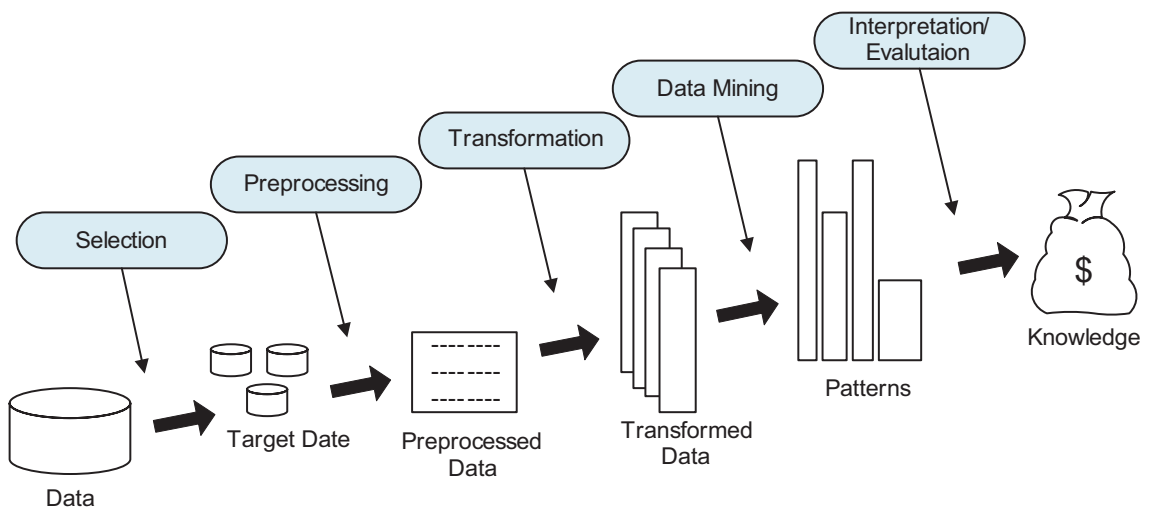 Interpretation/
Evalutaion
Data Mining
Transformation
Preprocessing
Selection
$
Knowledge
Patterns
Transformed
Data
Preprocessed
Data
Target Date
Data